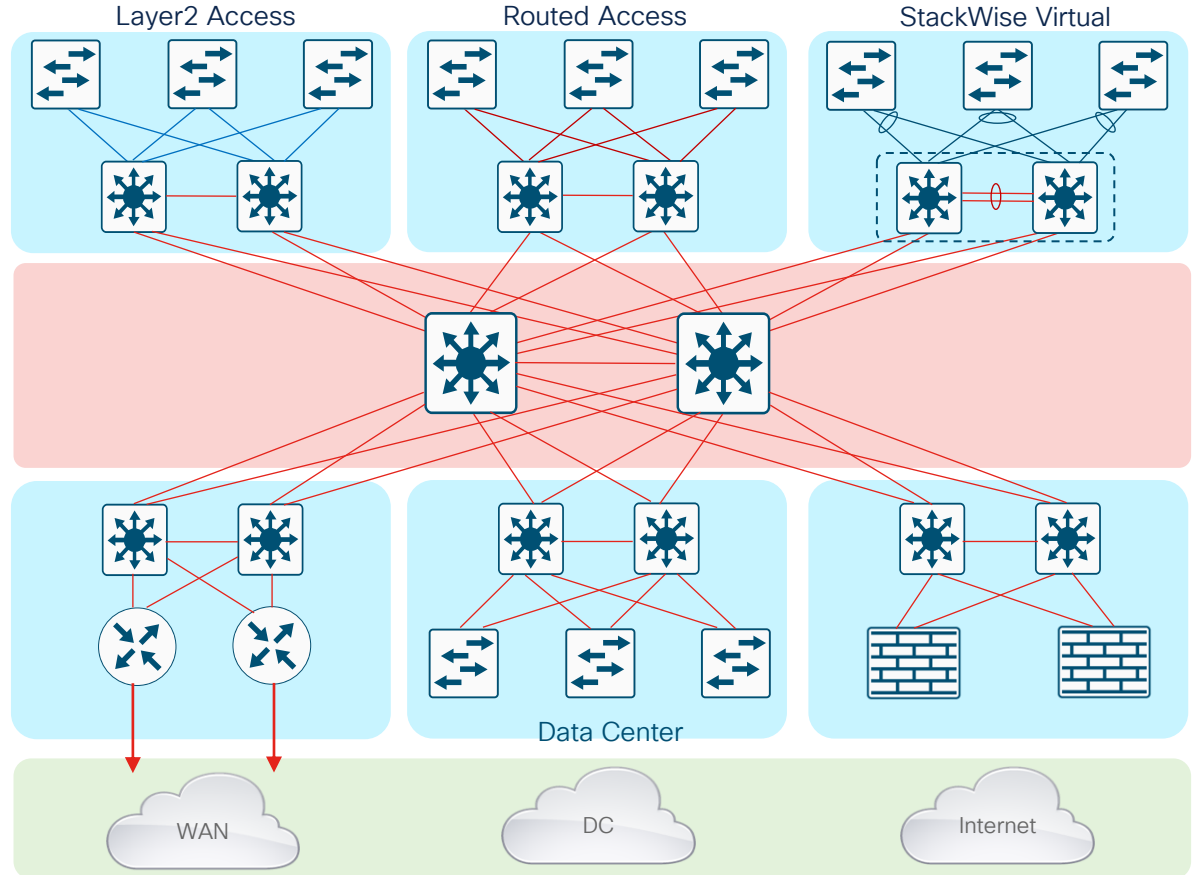 Layer2 Access
Routed Access
StackWise Virtual
Data Center
WAN
DC
Internet